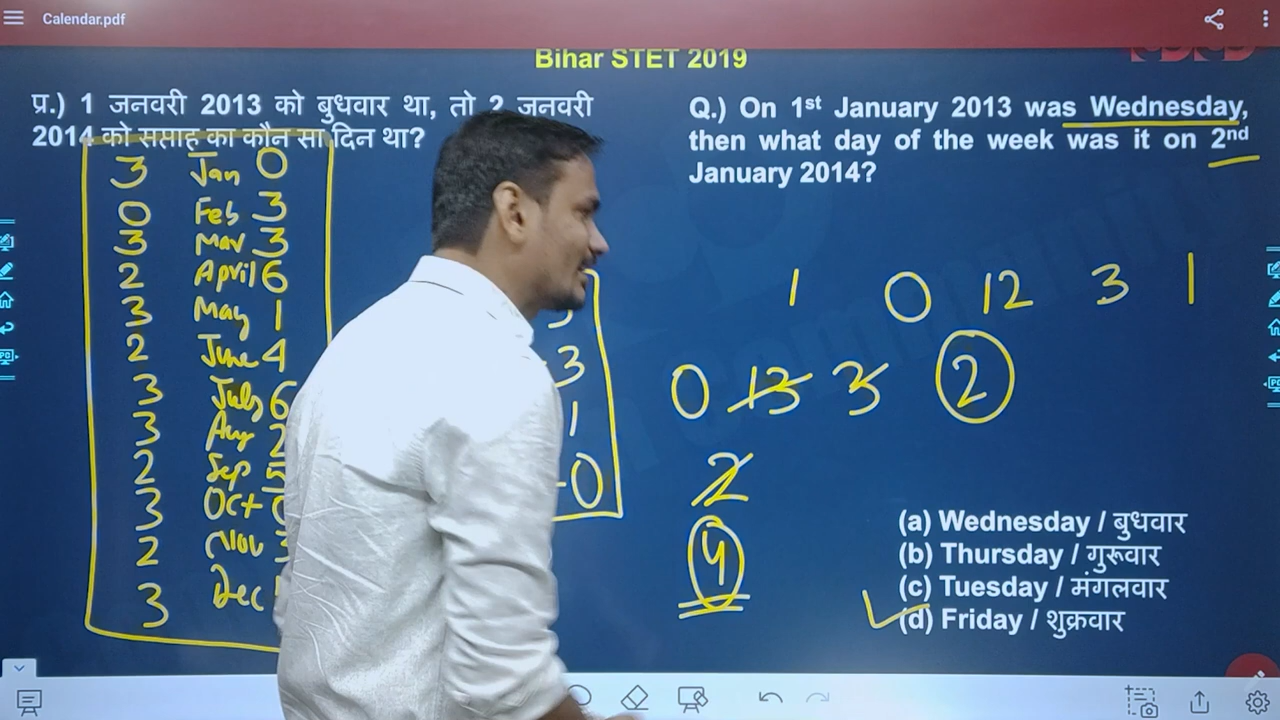 Calendar.pdf
Bihar STET 2019
प्र.) 1 जनवरी 2013 को बुधवार था, तो 2 जनवरी
2014 को सप्ताह का कौन सा दिन था?
Q.) On 1st January 2013 was Wednesday,
then what day of the week was it on 2nd
January 2014?
3 Jan 0
0 Feb 3
3 Mar 3
2 April 6
3 May 1
2 June 4
3 July 6
3 Aug 2
2 Sep 5
3 Oct
2 Nov 3
3 Dec
3
1
0
1 0 12 3 1
0 13 3 2
2
4
(a) Wednesday / बुधवार
(b) Thursday / गुरूवार
(c) Tuesday / मंगलवार
(d) Friday / शुक्रवार